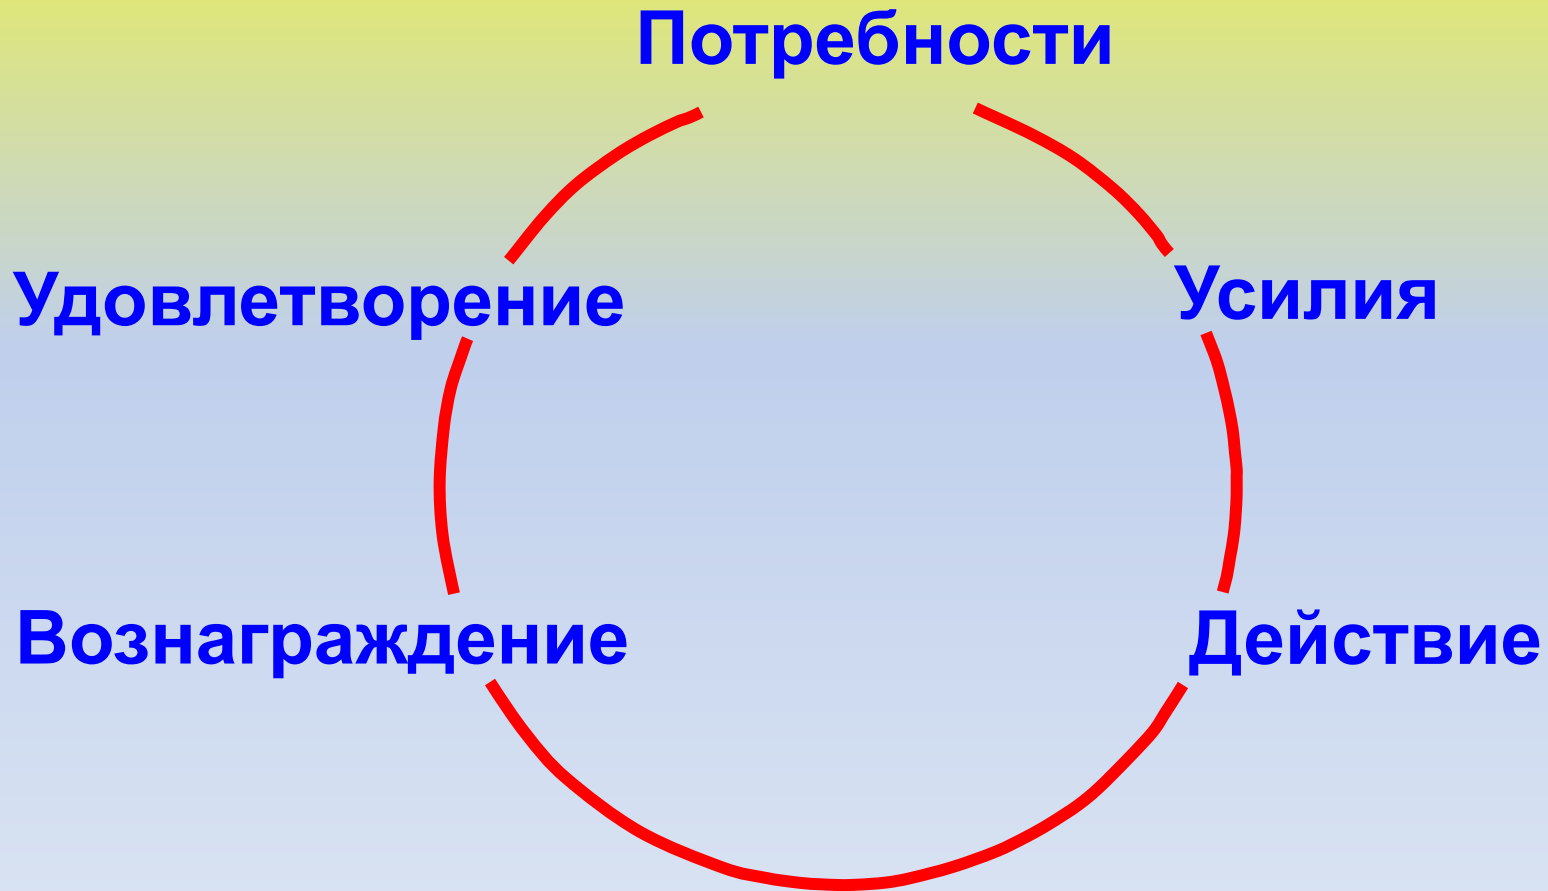 Потребности
Удовлетворение
Усилия
Вознаграждение
Действие